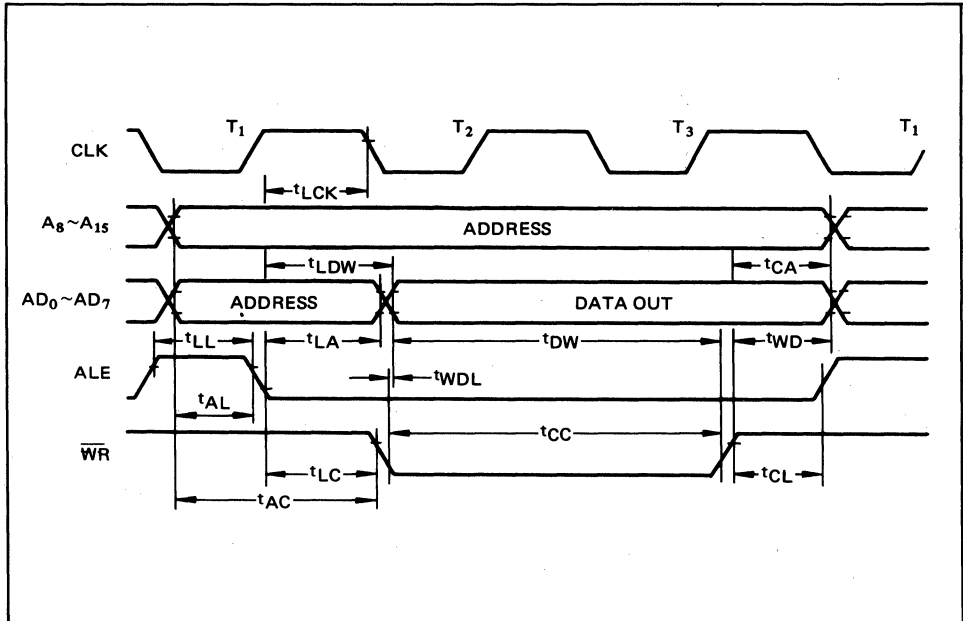 T1 T2 T3 T1
CLK
tLCK
A8~A15
ADDRESS
tLDW
tCA
AD0~AD7
ADDRESS
DATA OUT
tLL
tLA
tDW
tWD
ALE
tWDL
tAL
tCC
WR
tLC
tCL
tAC